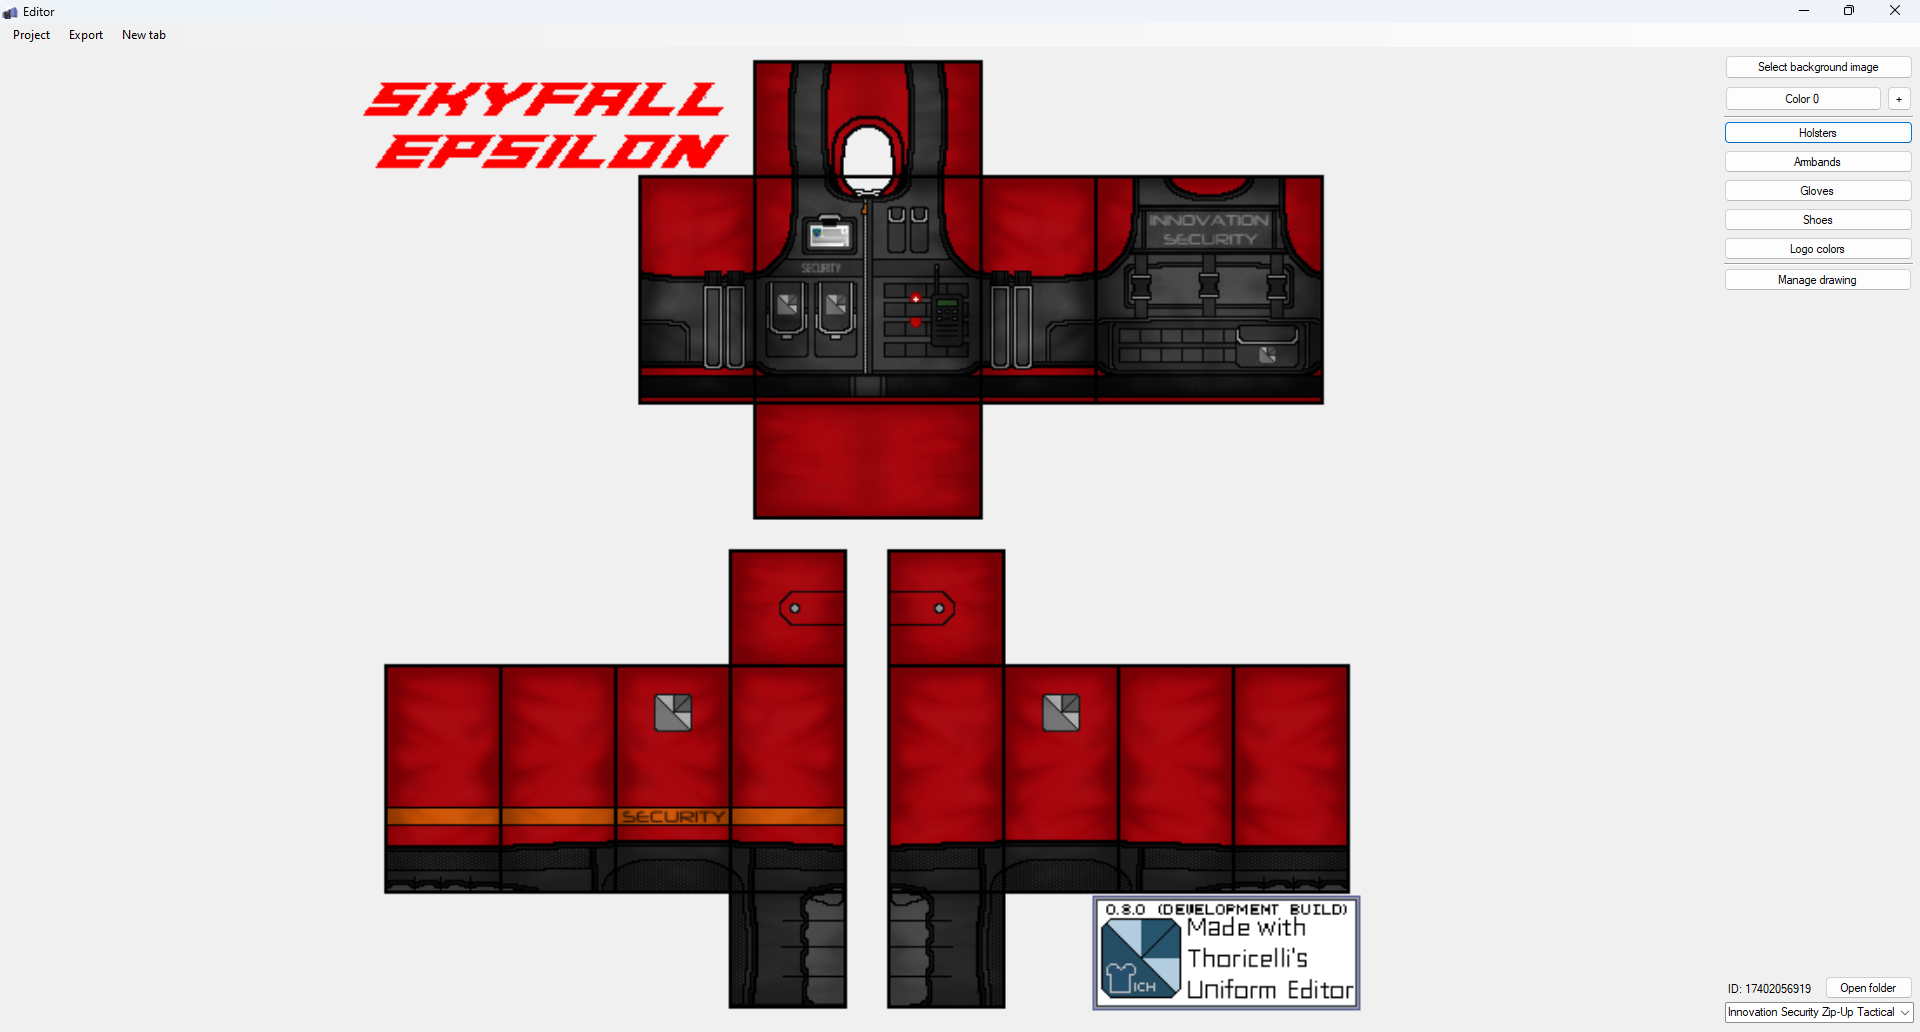 Editor
Project Export New tab
Select background image
Color 0 +
Holsters
Armbands
Gloves
Shoes
Logo colors
Manage drawing
SKYFALL
EPSILON
INNOVATION
SECURITY
SECURITY
SECURITY
0.8.0 (DEVELOPMENT BUILD)
Made with
Thoricelli's
Uniform Editor
ICH
ID: 17402056919 Open folder
Innovation Security Zip-Up Tactical